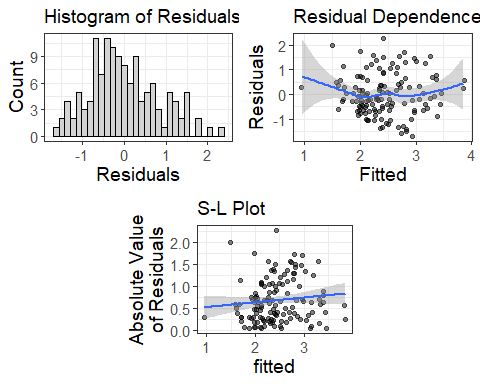 Histogram of Residuals
Count
9
6
3
0
-1
0
1
2
Residuals
Residual Dependence
Residuals
2
1
0
-1
1
2
3
4
Fitted
S-L Plot
Absolute Value
of Residuals
2.0
1.5
1.0
0.5
0.0
1
2
3
fitted